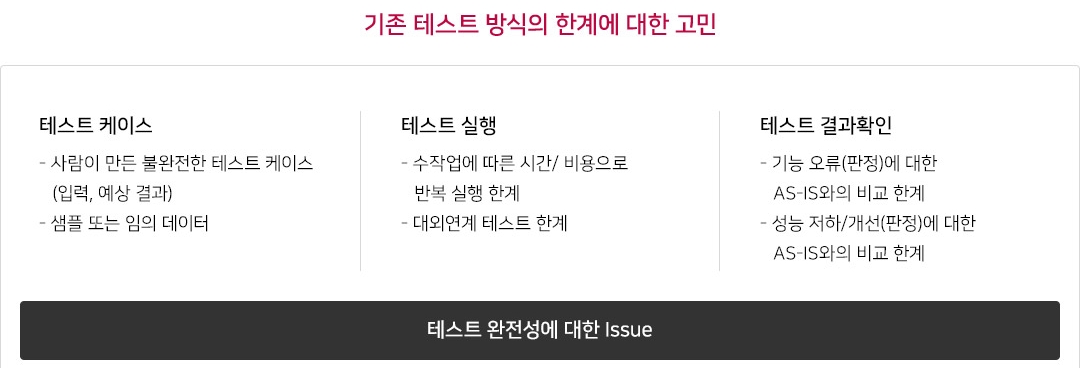 기존 테스트 방식의 한계에 대한 고민
테스트 케이스
- 사람이 만든 불완전한 테스트 케이스
(입력, 예상 결과)
- 샘플 또는 임의 데이터
테스트 실행
- 수작업에 따른 시간/ 비용으로
반복 실행 한계
- 대외연계 테스트 한계
테스트 결과확인
- 기능 오류(판정)에 대한
AS-IS와의 비교 한계
- 성능 저하/개선(판정)에 대한
AS-IS와의 비교 한계
테스트 완전성에 대한 Issue